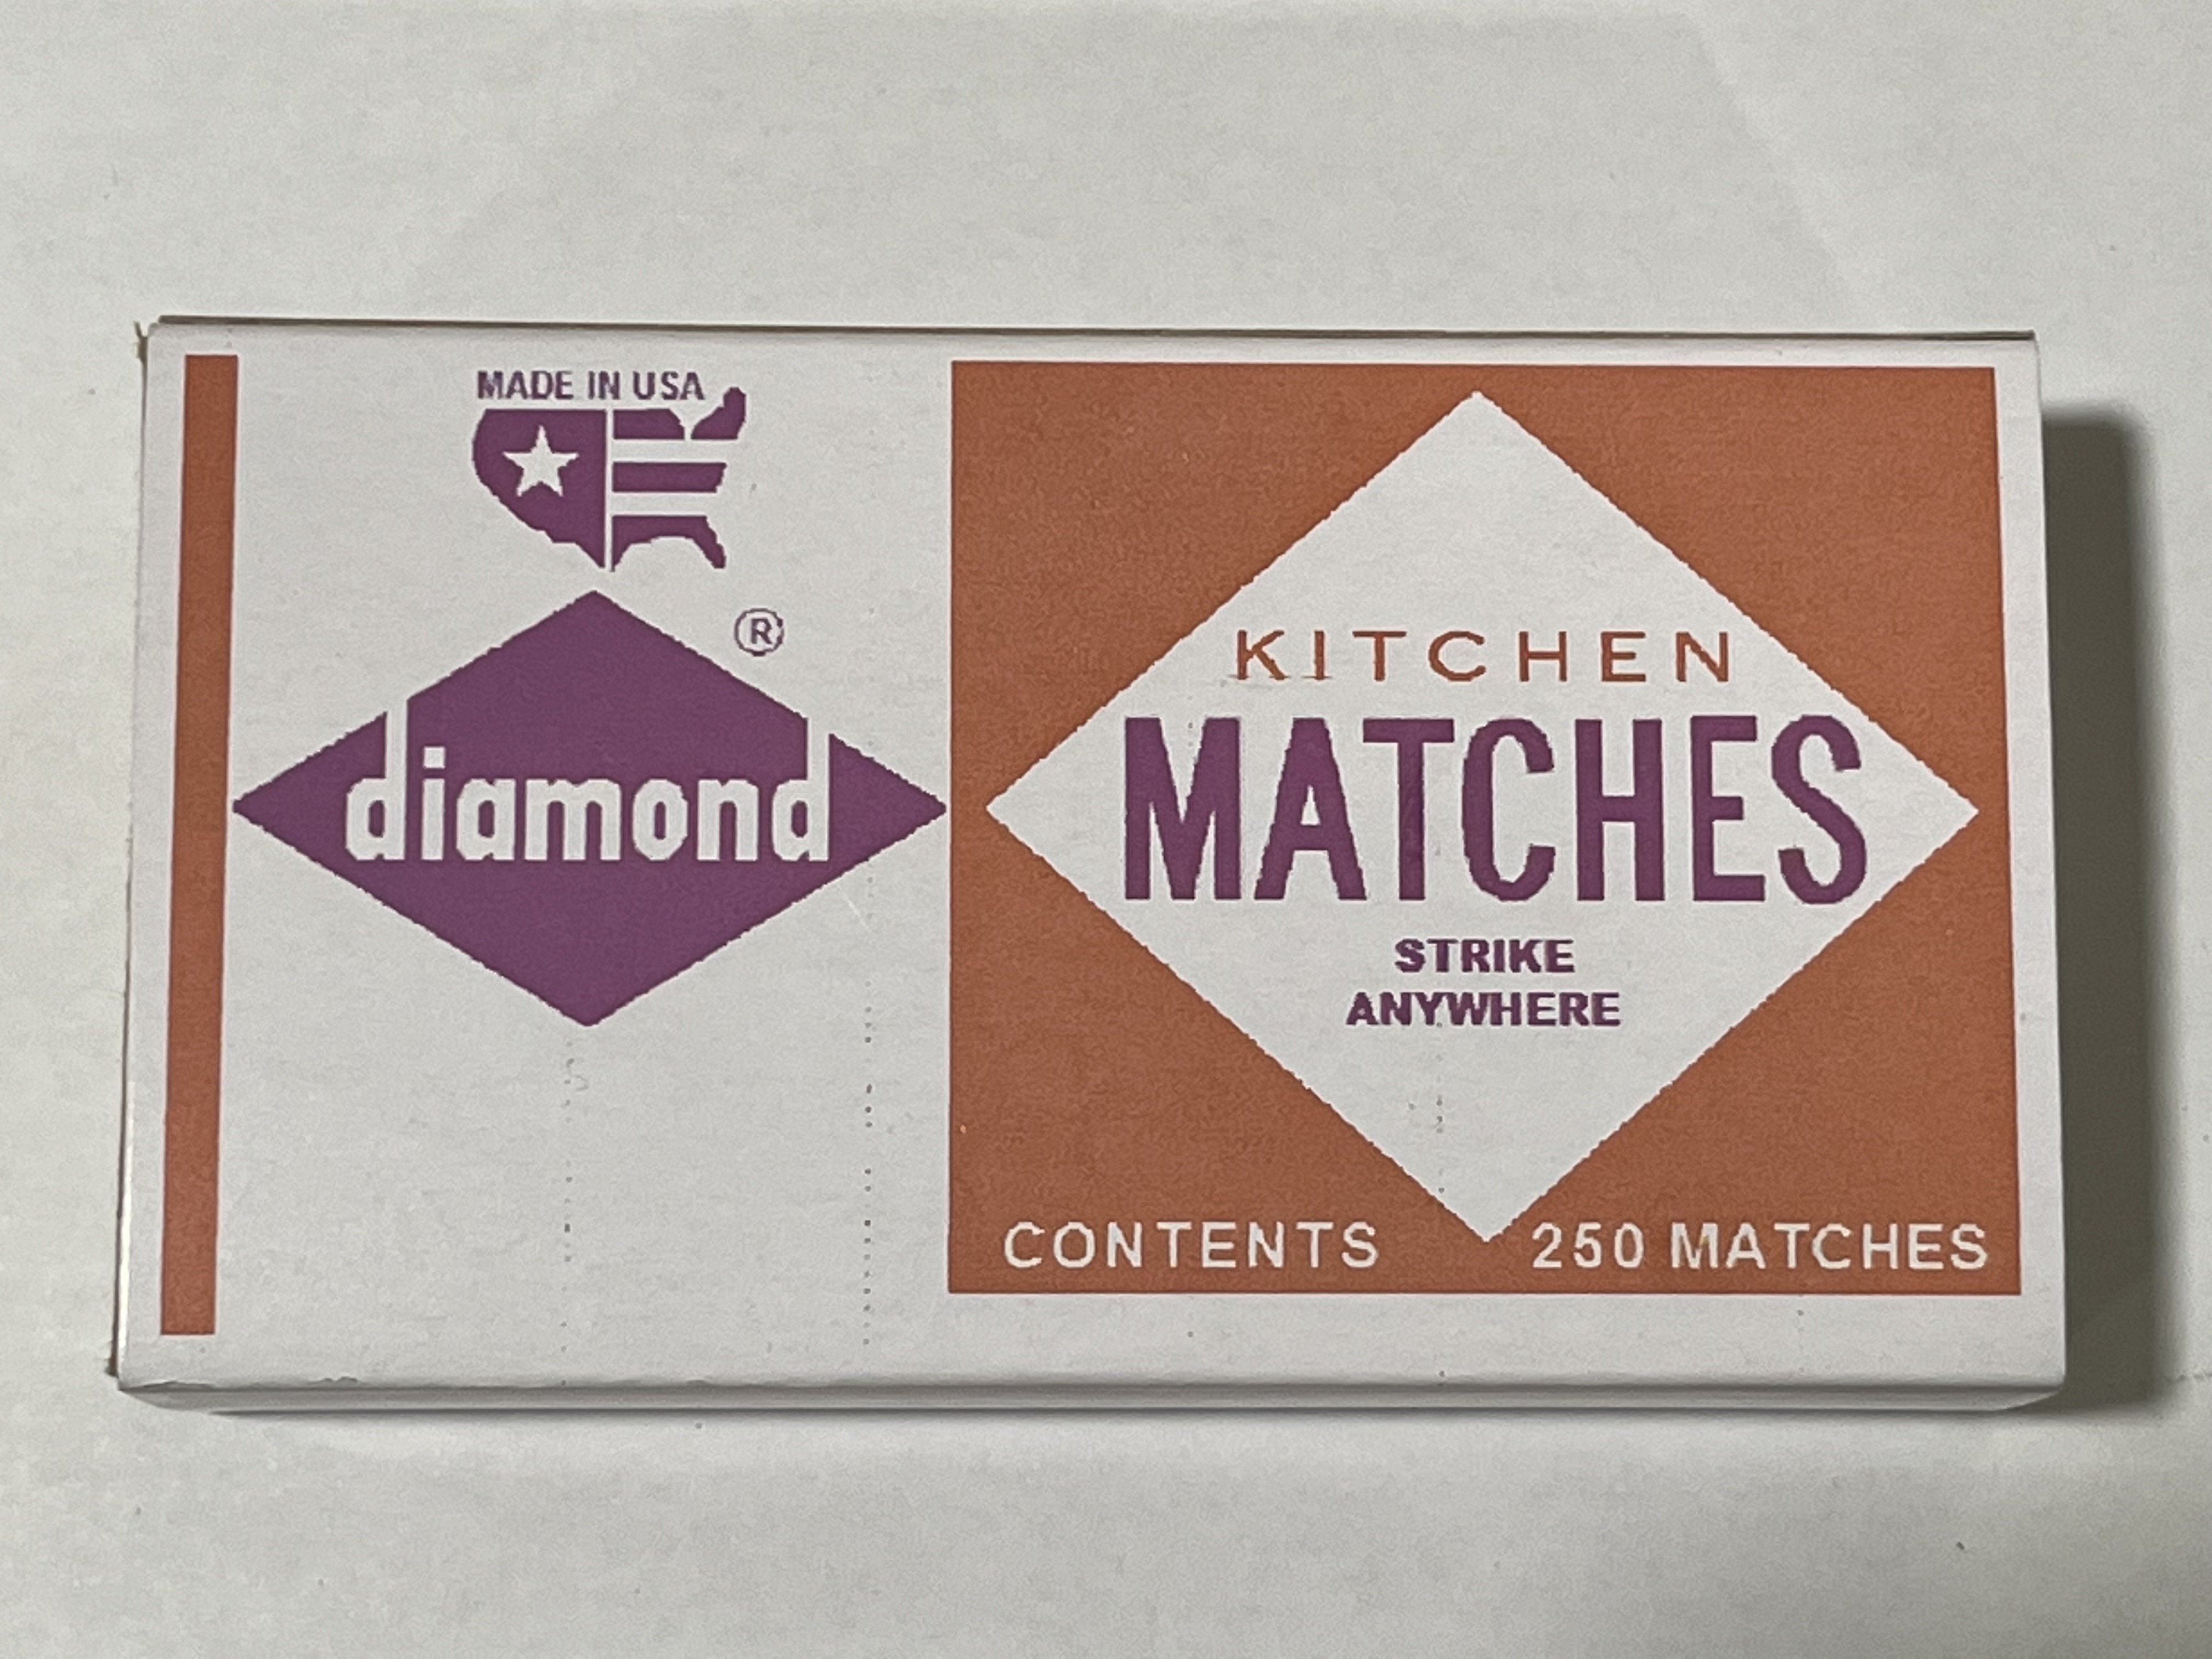 MADE IN USA
®
diamond
KITCHEN
MATCHES
STRIKE
ANYWHERE
CONTENTS 250 MATCHES